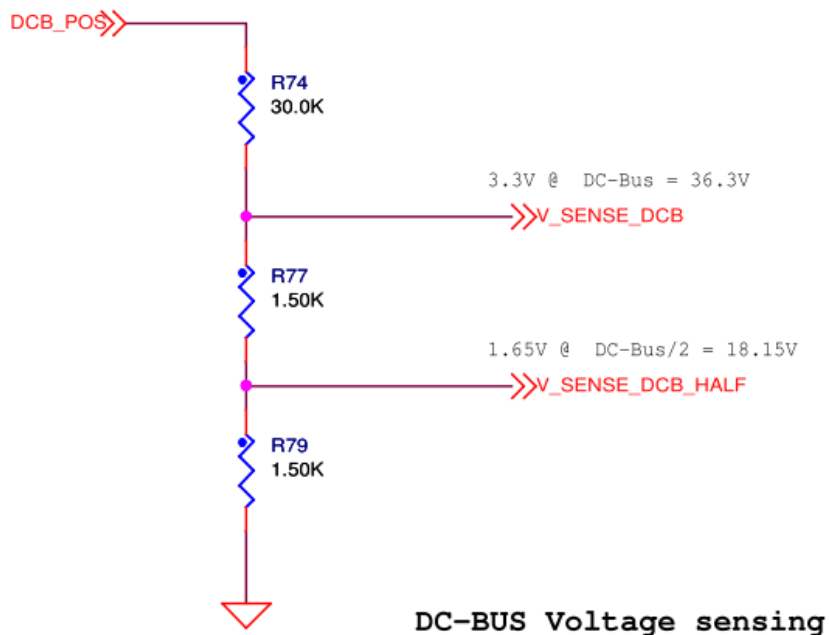 DCB_POS
R74
30.0K
3.3V @ DC-Bus = 36.3V
V_SENSE_DCB
R77
1.50K
1.65V @ DC-Bus/2 = 18.15V
V_SENSE_DCB_HALF
R79
1.50K
DC-BUS Voltage sensing